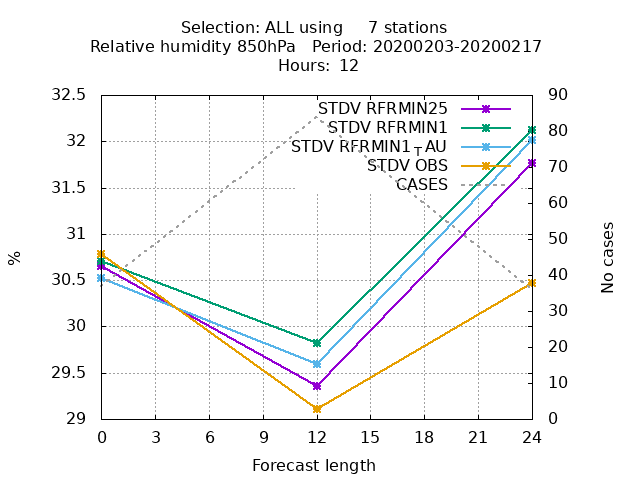 Selection: ALL using     7 stations
Relative humidity 850hPa   Period: 20200203-20200217
Hours:  12
STDV RFRMIN25
STDV RFRMIN1
STDV RFRMIN1TAU
STDV OBS
CASES
32.5
32
31.5
31
30.5
30
29.5
29
%
90
80
70
60
50
40
30
20
10
0
No cases
0 3 6 9 12 15 18 21 24
Forecast length